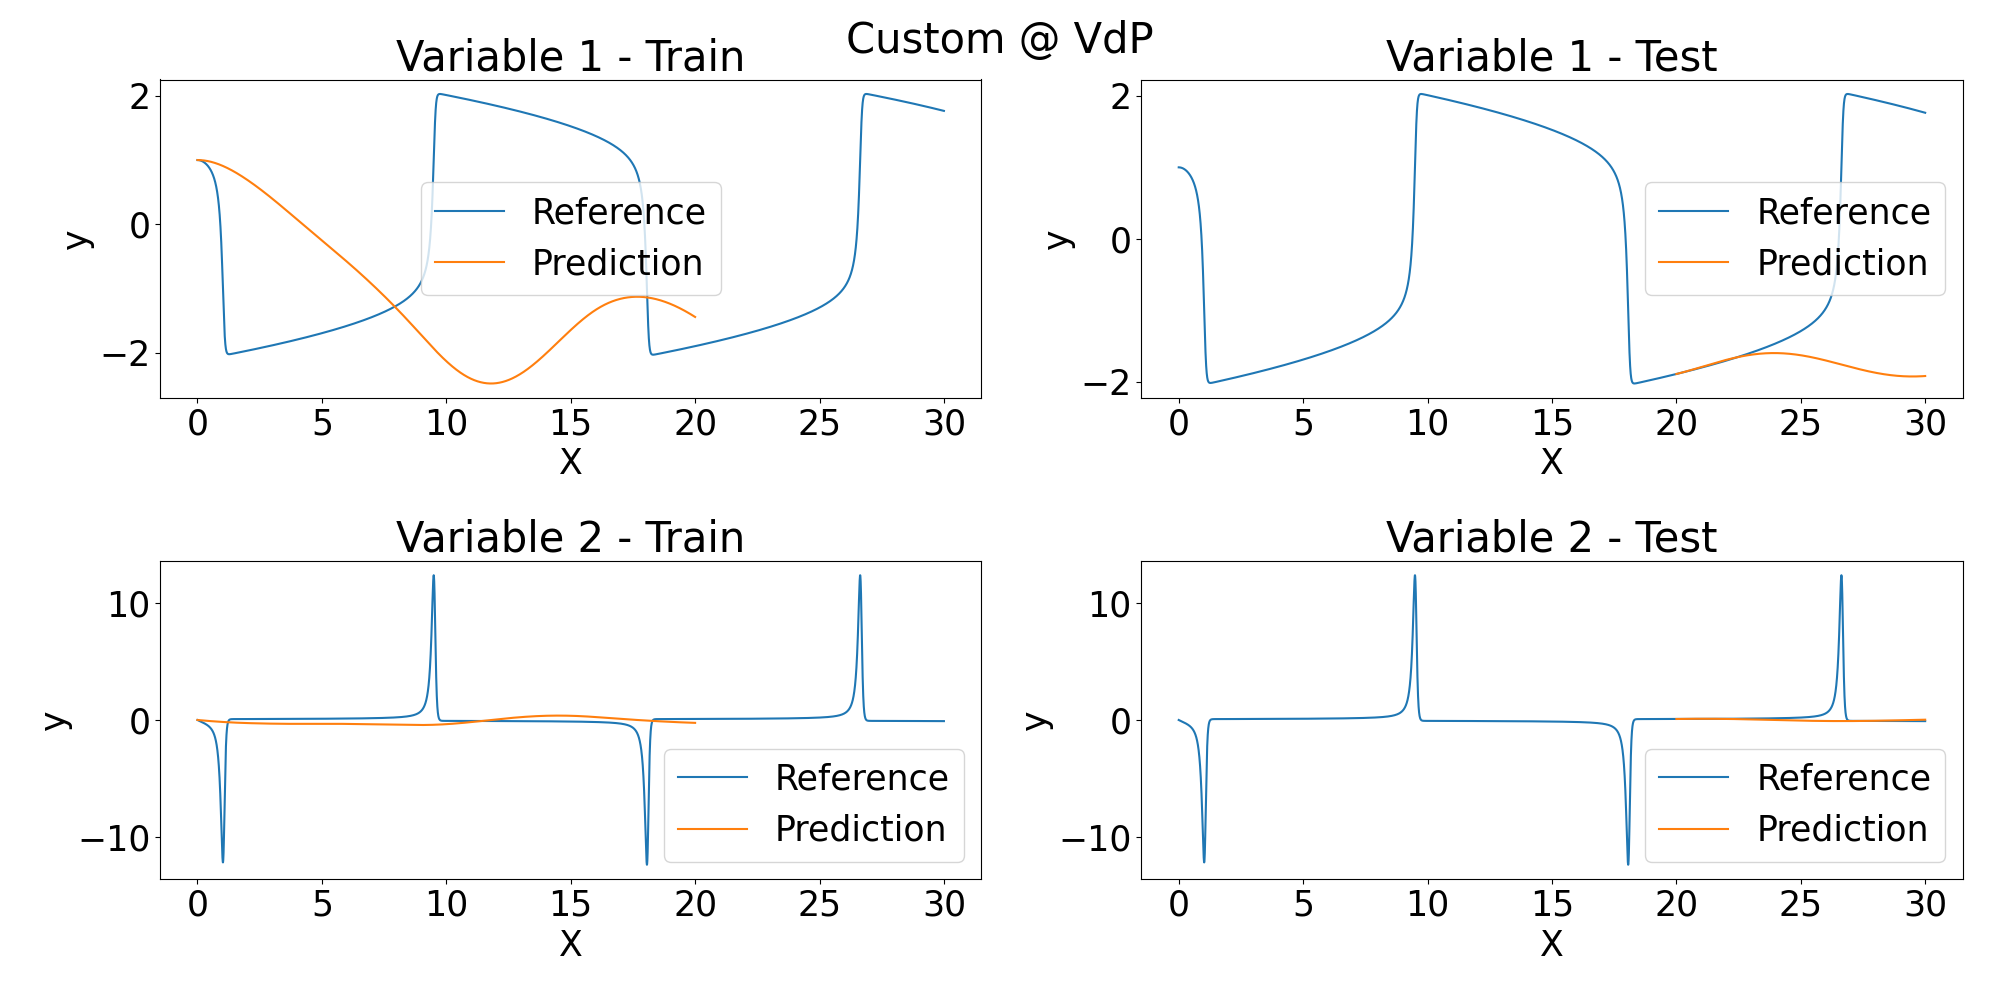 Custom @ VdP
Variable 1 - Train
2
0
−2
y
Reference
Prediction
0 5 10 15 20 25 30
X
Variable 1 - Test
2
0
−2
y
Reference
Prediction
0 5 10 15 20 25 30
X
Variable 2 - Train
10
0
−10
y
Reference
Prediction
0 5 10 15 20 25 30
X
Variable 2 - Test
10
0
−10
y
Reference
Prediction
0 5 10 15 20 25 30
X